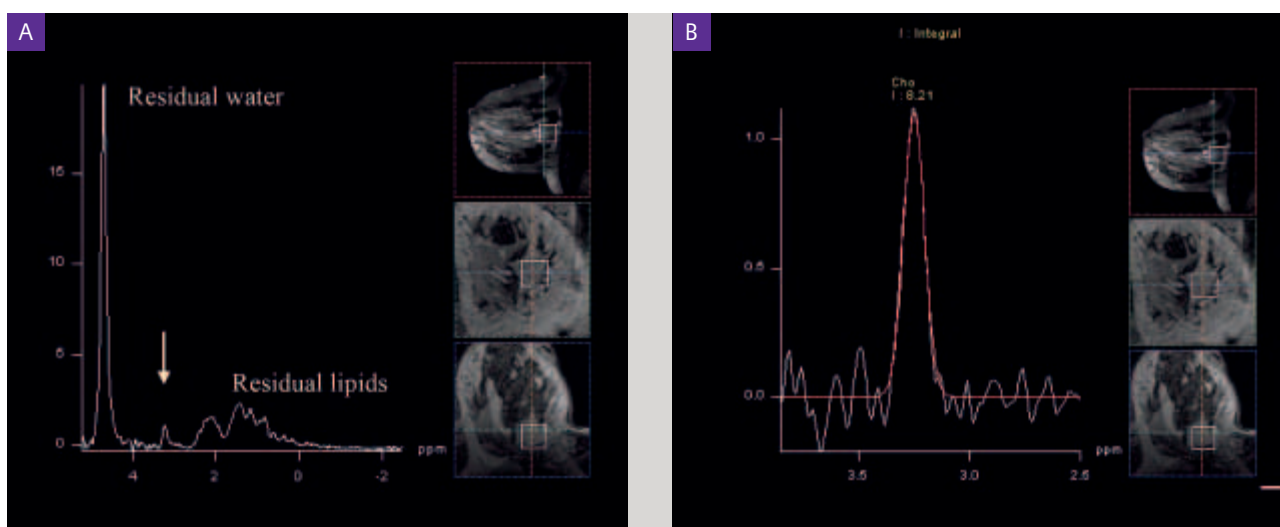 A
Residual water
15
10
5
0
Residual lipids
ppm
4
2
0
-2
B
I : Integral
Cho
I : 8.21
1.0
0.5
0.0
ppm
3.5
3.0
2.5